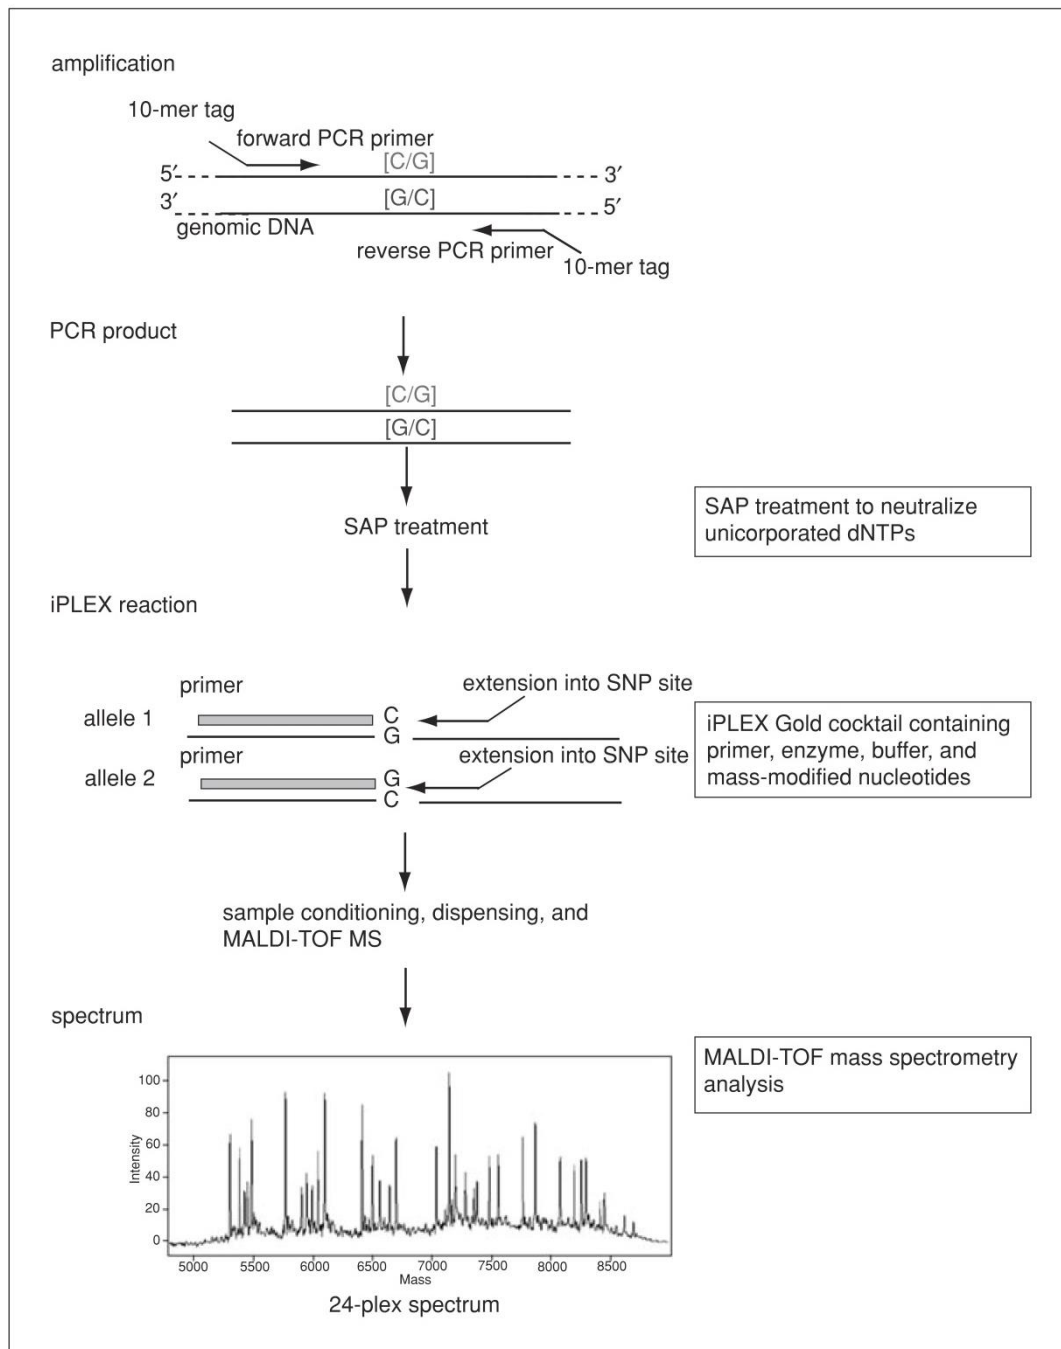 amplification
10-mer tag
forward PCR primer
[C/G]
5′
3′
3′
[G/C]
5′
genomic DNA
reverse PCR primer
10-mer tag
PCR product
[C/G]
[G/C]
SAP treatment
SAP treatment to neutralize
unicorporated dNTPs
iPLEX reaction
primer
extension into SNP site
allele 1
C
G
primer
extension into SNP site
allele 2
G
C
iPLEX Gold cocktail containing
primer, enzyme, buffer, and
mass-modified nucleotides
sample conditioning, dispensing, and
MALDI-TOF MS
spectrum
MALDI-TOF mass spectrometry
analysis
100
80
60
40
20
0
Intensity
5000 5500 6000 6500 7000 7500 8000 8500
Mass
24-plex spectrum